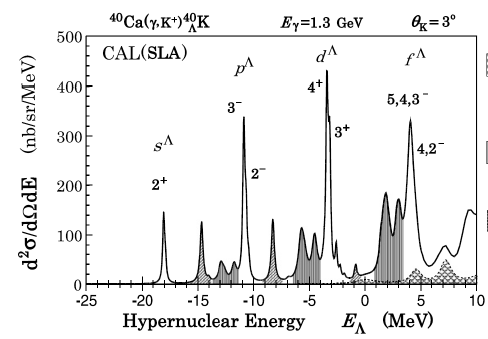 ⁴⁰Ca(γ,K⁺)⁴⁰ΛK Eγ=1.3 GeV θK=3°
CAL(SLA)
d²σ/dΩdE (nb/sr/MeV)
500
400
300
200
100
0
sΛ
2⁺
pΛ
3⁻
2⁻
dΛ
4⁺
3⁺
fΛ
5,4,3⁻
4,2⁻
-25 -20 -15 -10 -5 0 5 10
Hypernuclear Energy EΛ (MeV)